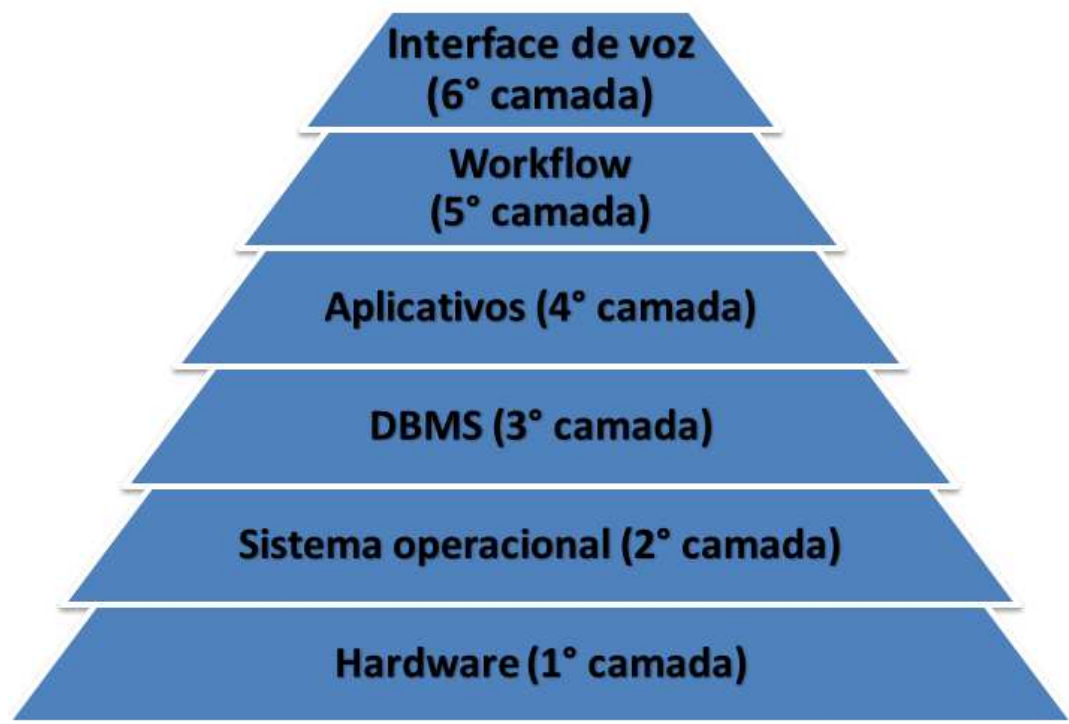 Interface de voz
(6° camada)
Workflow
(5° camada)
Aplicativos (4° camada)
DBMS (3° camada)
Sistema operacional (2° camada)
Hardware (1° camada)